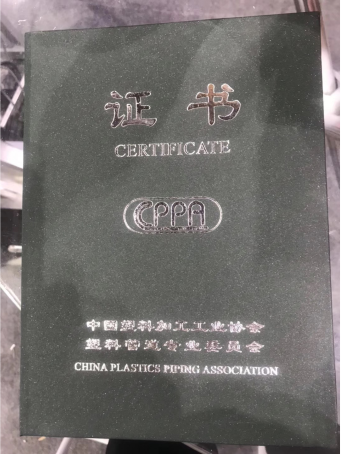 证书
CERTIFICATE
CPPA
中国塑料加工工业协会
塑料管道专业委员会
CHINA PLASTICS PIPING ASSOCIATION